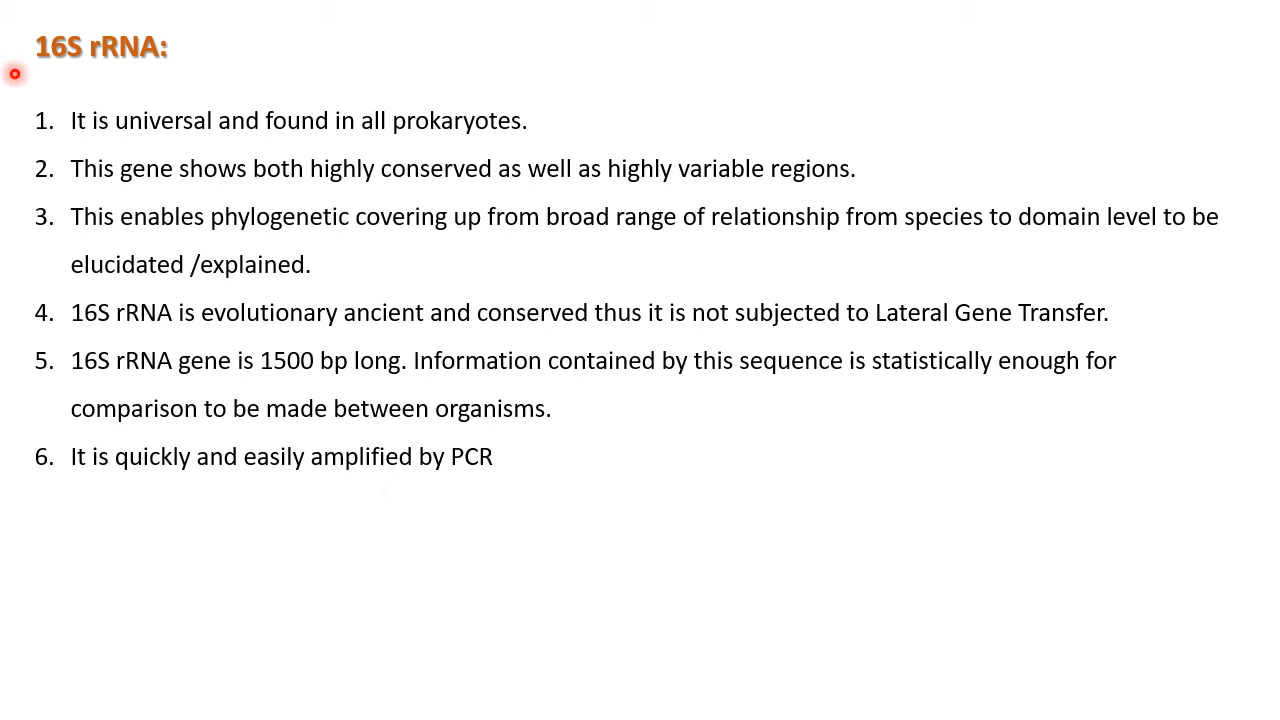 16S rRNA:
1. It is universal and found in all prokaryotes.
2. This gene shows both highly conserved as well as highly variable regions.
3. This enables phylogenetic covering up from broad range of relationship from species to domain level to be
elucidated /explained.
4. 16S rRNA is evolutionary ancient and conserved thus it is not subjected to Lateral Gene Transfer.
5. 16S rRNA gene is 1500 bp long. Information contained by this sequence is statistically enough for
comparison to be made between organisms.
6. It is quickly and easily amplified by PCR